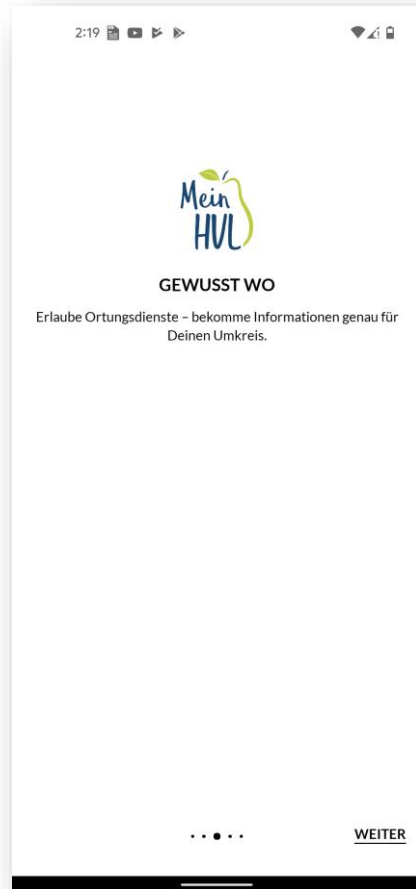 2:19
Mein
HVL
GEWUSST WO
Erlaube Ortungsdienste – bekomme Informationen genau für
Deinen Umkreis.
WEITER